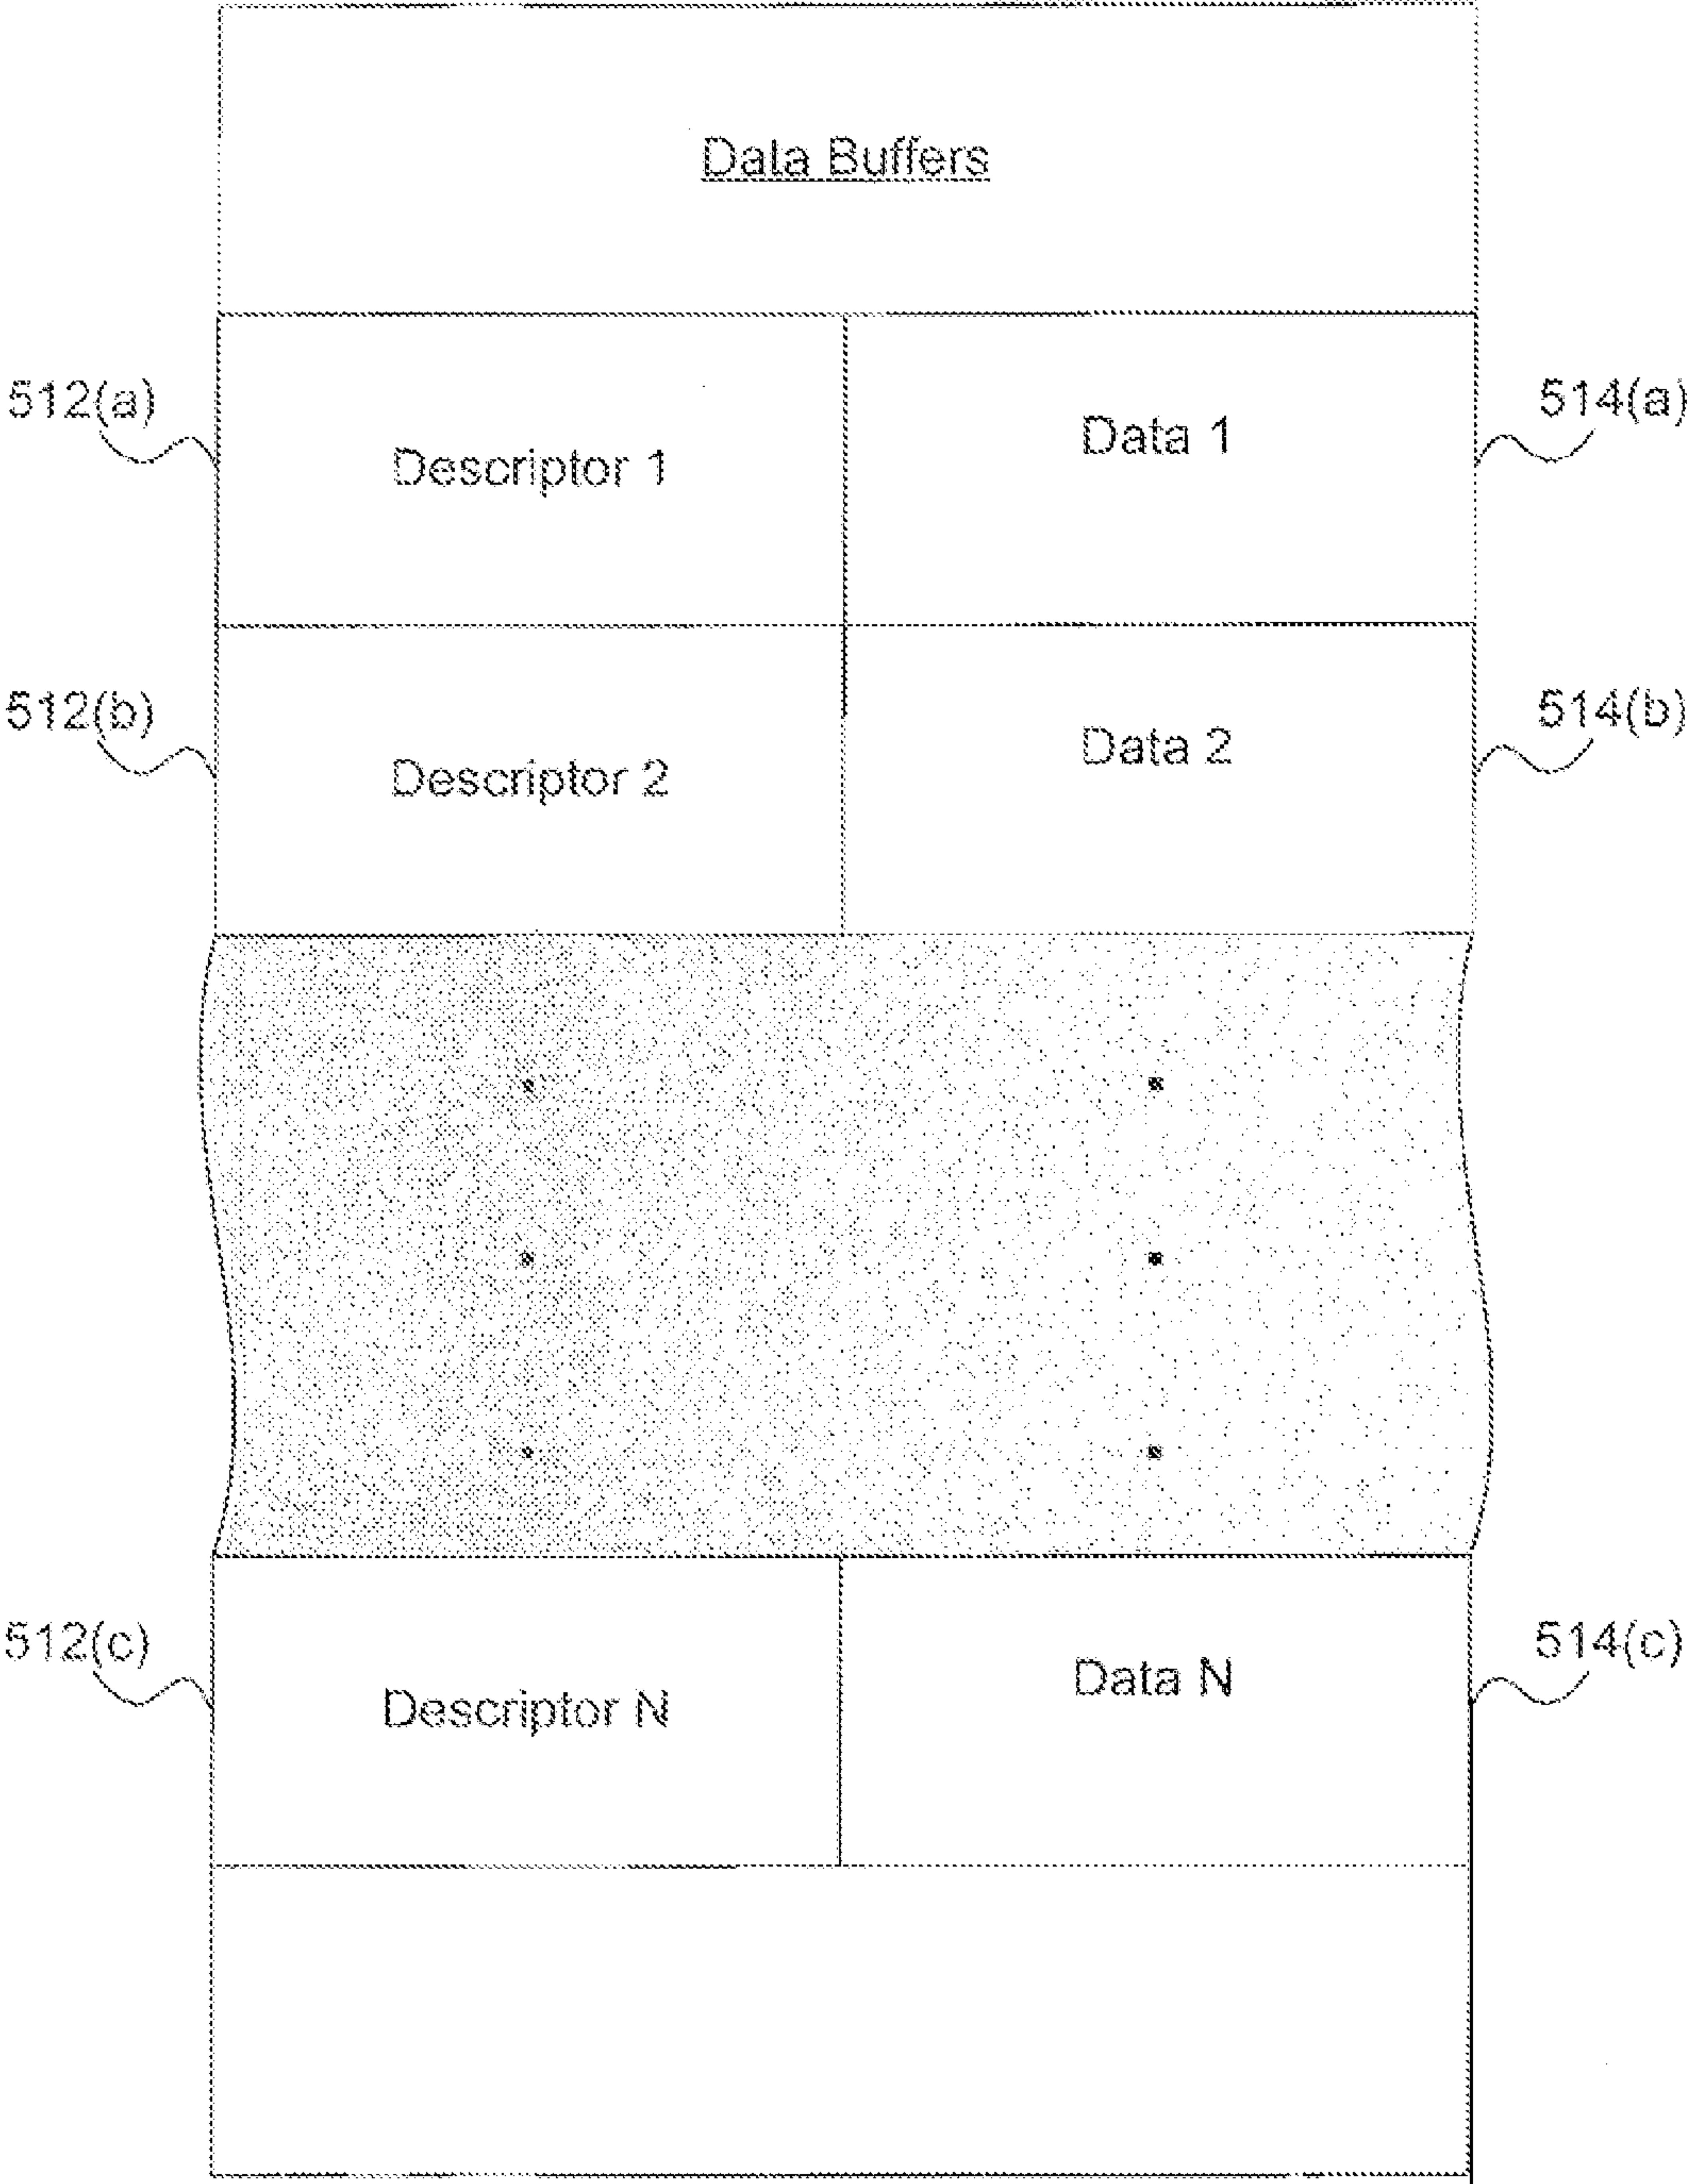 Data Buffers
512(a)
Descriptor 1
Data 1
514(a)
512(b)
Descriptor 2
Data 2
514(b)
512(c)
Descriptor N
Data N
514(c)